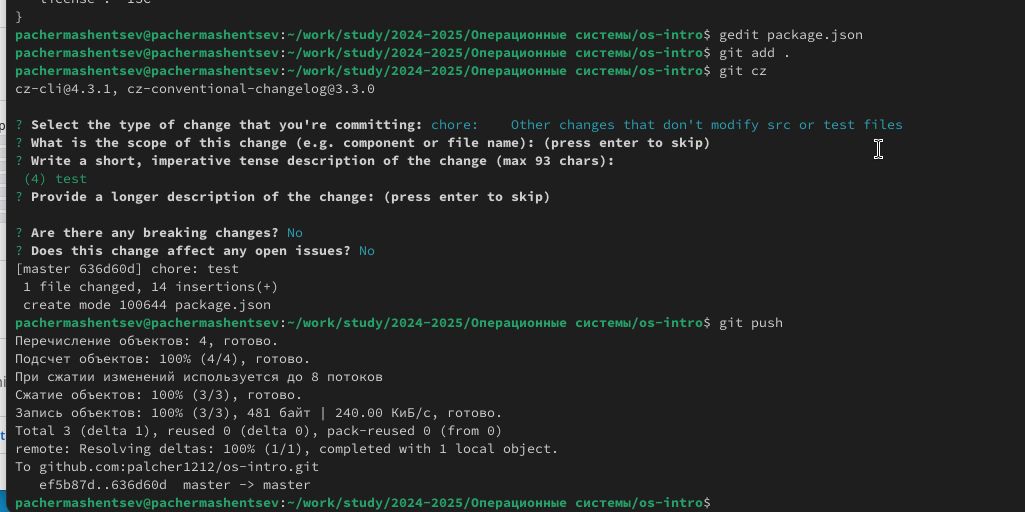 }
pachermashentsev@pachermashentsev:~/work/study/2024-2025/Операционные системы/os-intro$ gedit package.json
pachermashentsev@pachermashentsev:~/work/study/2024-2025/Операционные системы/os-intro$ git add .
pachermashentsev@pachermashentsev:~/work/study/2024-2025/Операционные системы/os-intro$ git cz
cz-cli@4.3.1, cz-conventional-changelog@3.3.0
? Select the type of change that you're committing: chore:    Other changes that don't modify src or test files
? What is the scope of this change (e.g. component or file name): (press enter to skip)
? Write a short, imperative tense description of the change (max 93 chars):
(4) test
? Provide a longer description of the change: (press enter to skip)
? Are there any breaking changes? No
? Does this change affect any open issues? No
[master 636d60d] chore: test
1 file changed, 14 insertions(+)
create mode 100644 package.json
pachermashentsev@pachermashentsev:~/work/study/2024-2025/Операционные системы/os-intro$ git push
Перечисление объектов: 4, готово.
Подсчет объектов: 100% (4/4), готово.
При сжатии изменений используется до 8 потоков
Сжатие объектов: 100% (3/3), готово.
Запись объектов: 100% (3/3), 481 байт | 240.00 КиБ/с, готово.
Total 3 (delta 1), reused 0 (delta 0), pack-reused 0 (from 0)
remote: Resolving deltas: 100% (1/1), completed with 1 local object.
To github.com:palcher1212/os-intro.git
ef5b87d..636d60d  master -> master
pachermashentsev@pachermashentsev:~/work/study/2024-2025/Операционные системы/os-intro$